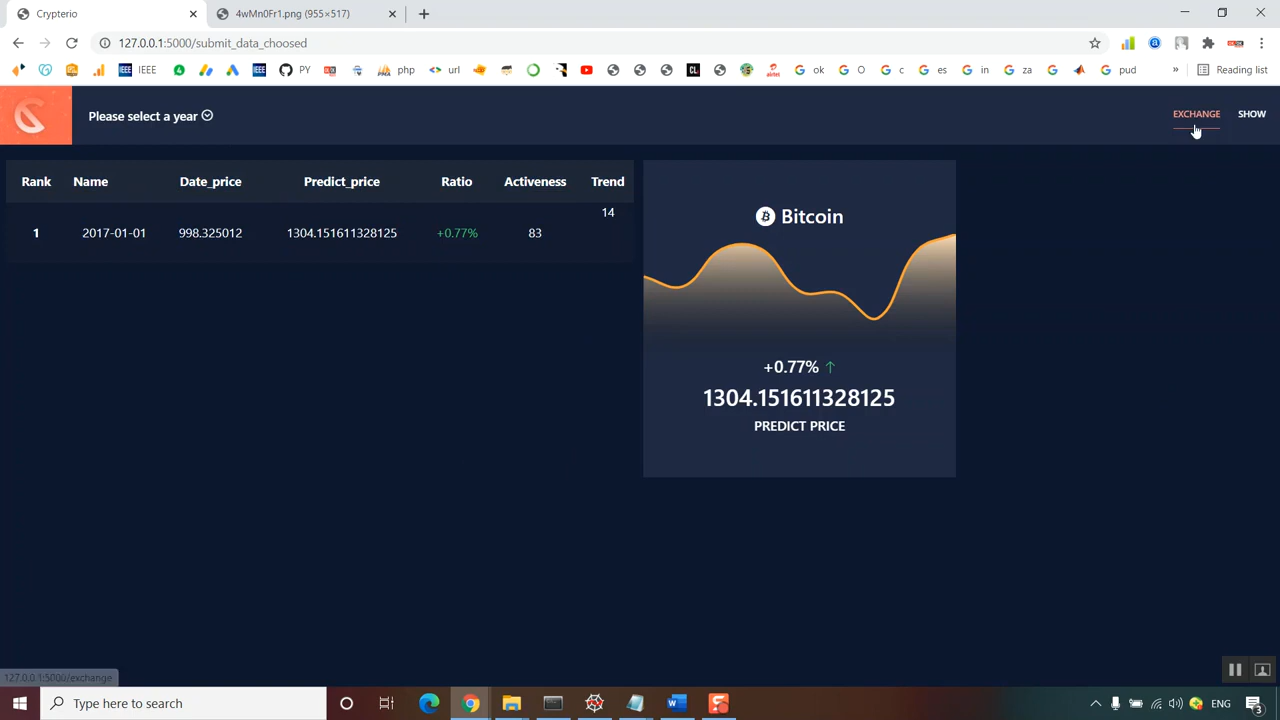 Crypterio
4wMn0Fr1.png (955×517)
127.0.0.1:5000/submit_data_choosed
IEEE
PY
php
url
ok
O
c
es
in
za
pud
»
Reading list
Please select a year
EXCHANGE
SHOW
Rank Name Date_price Predict_price Ratio Activeness Trend
14
1 2017-01-01 998.325012 1304.151611328125 +0.77% 83
Bitcoin
+0.77% ↑
1304.151611328125
PREDICT PRICE
127.0.0.1:5000/exchange
Type here to search
ENG
3